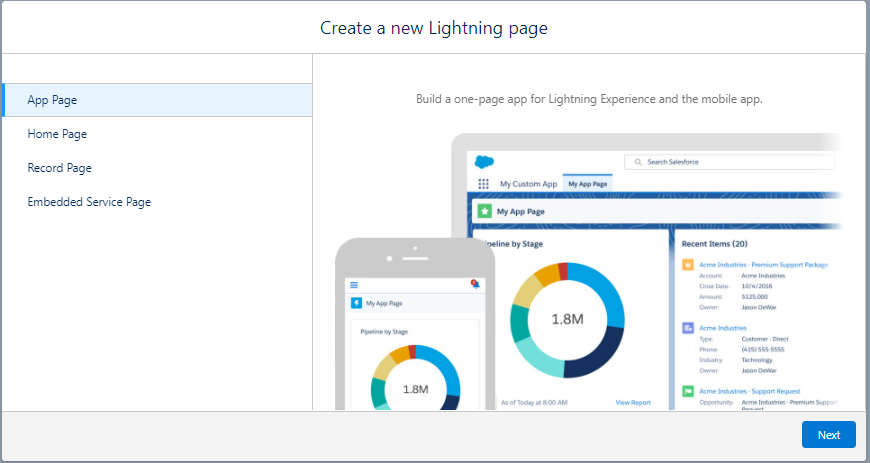 Create a new Lightning page
App Page
Home Page
Record Page
Embedded Service Page
Build a one-page app for Lightning Experience and the mobile app.
Search Salesforce
My Custom App
My App Page
My App Page
Pipeline by Stage
1.8M
As of Today at 8:00 AM
View Report
Recent Items (20)
Acme Industries - Premium Support Package
Account: Acme Industries
Close Date: 10/4/2016
Amount: $125,000
Owner: Jason DeWar
Acme Industries
Type: Customer - Direct
Phone: (415) 555-5555
Industry: Technology
Owner: Jason DeWar
Acme Industries - Support Request
Opportunity: Acme Industries - Premium Support
Request
My App Page
Pipeline by Stage
1.8M
Next